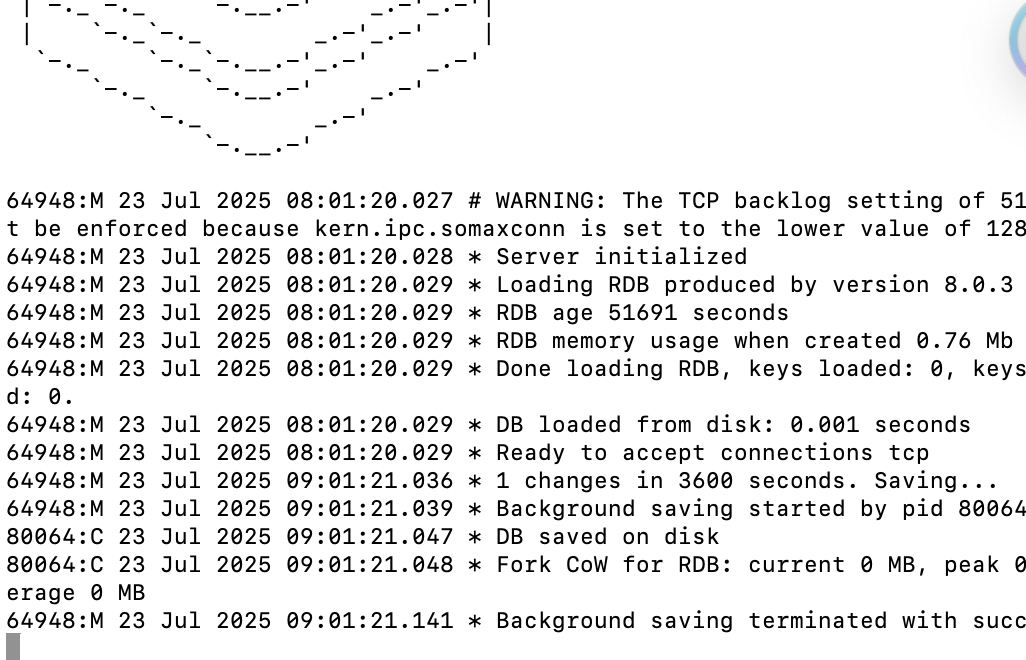 64948:M 23 Jul 2025 08:01:20.027 # WARNING: The TCP backlog setting of 51
t be enforced because kern.ipc.somaxconn is set to the lower value of 128
64948:M 23 Jul 2025 08:01:20.028 * Server initialized
64948:M 23 Jul 2025 08:01:20.029 * Loading RDB produced by version 8.0.3
64948:M 23 Jul 2025 08:01:20.029 * RDB age 51691 seconds
64948:M 23 Jul 2025 08:01:20.029 * RDB memory usage when created 0.76 Mb
64948:M 23 Jul 2025 08:01:20.029 * Done loading RDB, keys loaded: 0, keys
d: 0.
64948:M 23 Jul 2025 08:01:20.029 * DB loaded from disk: 0.001 seconds
64948:M 23 Jul 2025 08:01:20.029 * Ready to accept connections tcp
64948:M 23 Jul 2025 09:01:21.036 * 1 changes in 3600 seconds. Saving...
64948:M 23 Jul 2025 09:01:21.039 * Background saving started by pid 80064
80064:C 23 Jul 2025 09:01:21.047 * DB saved on disk
80064:C 23 Jul 2025 09:01:21.048 * Fork CoW for RDB: current 0 MB, peak 0
erage 0 MB
64948:M 23 Jul 2025 09:01:21.141 * Background saving terminated with succ